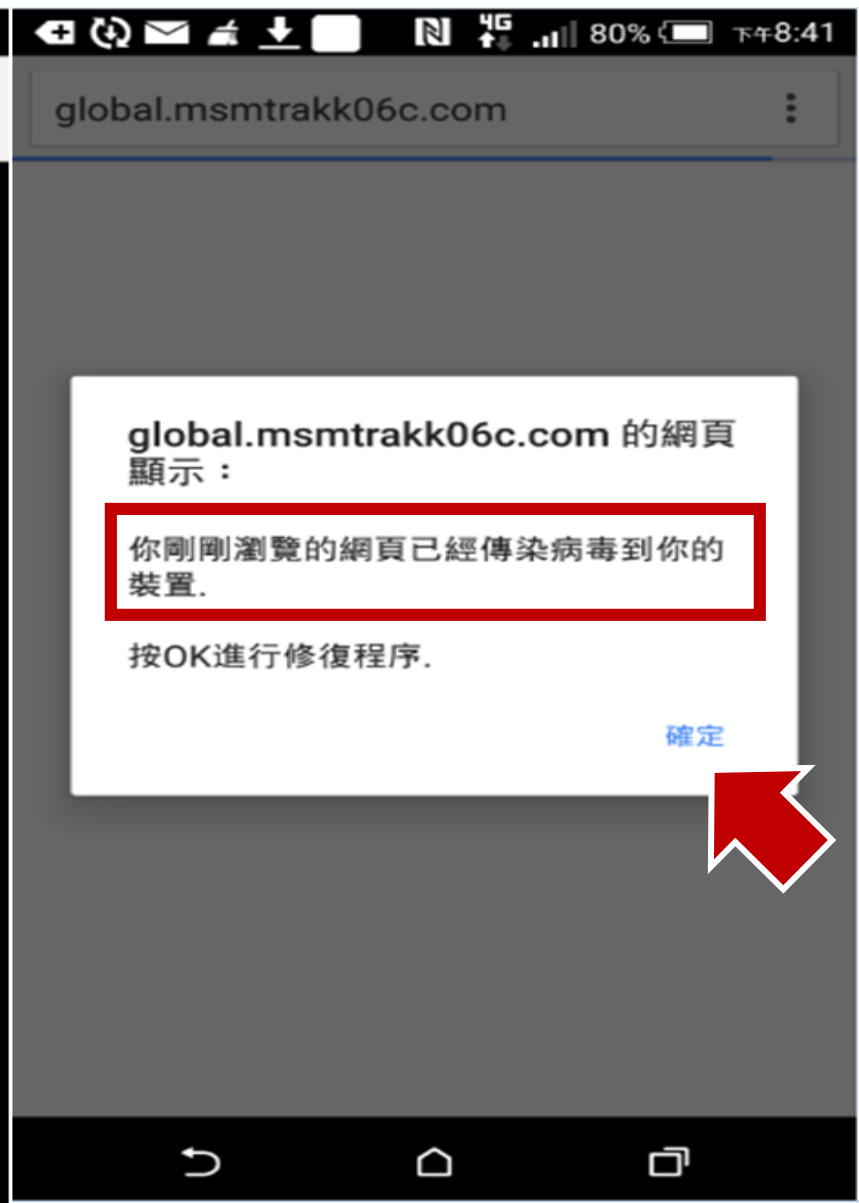 4G 80% 下午8:41
global.msmtrakk06c.com
global.msmtrakk06c.com 的網頁
顯示：
你剛剛瀏覽的網頁已經傳染病毒到你的
裝置.
按OK進行修復程序.
確定